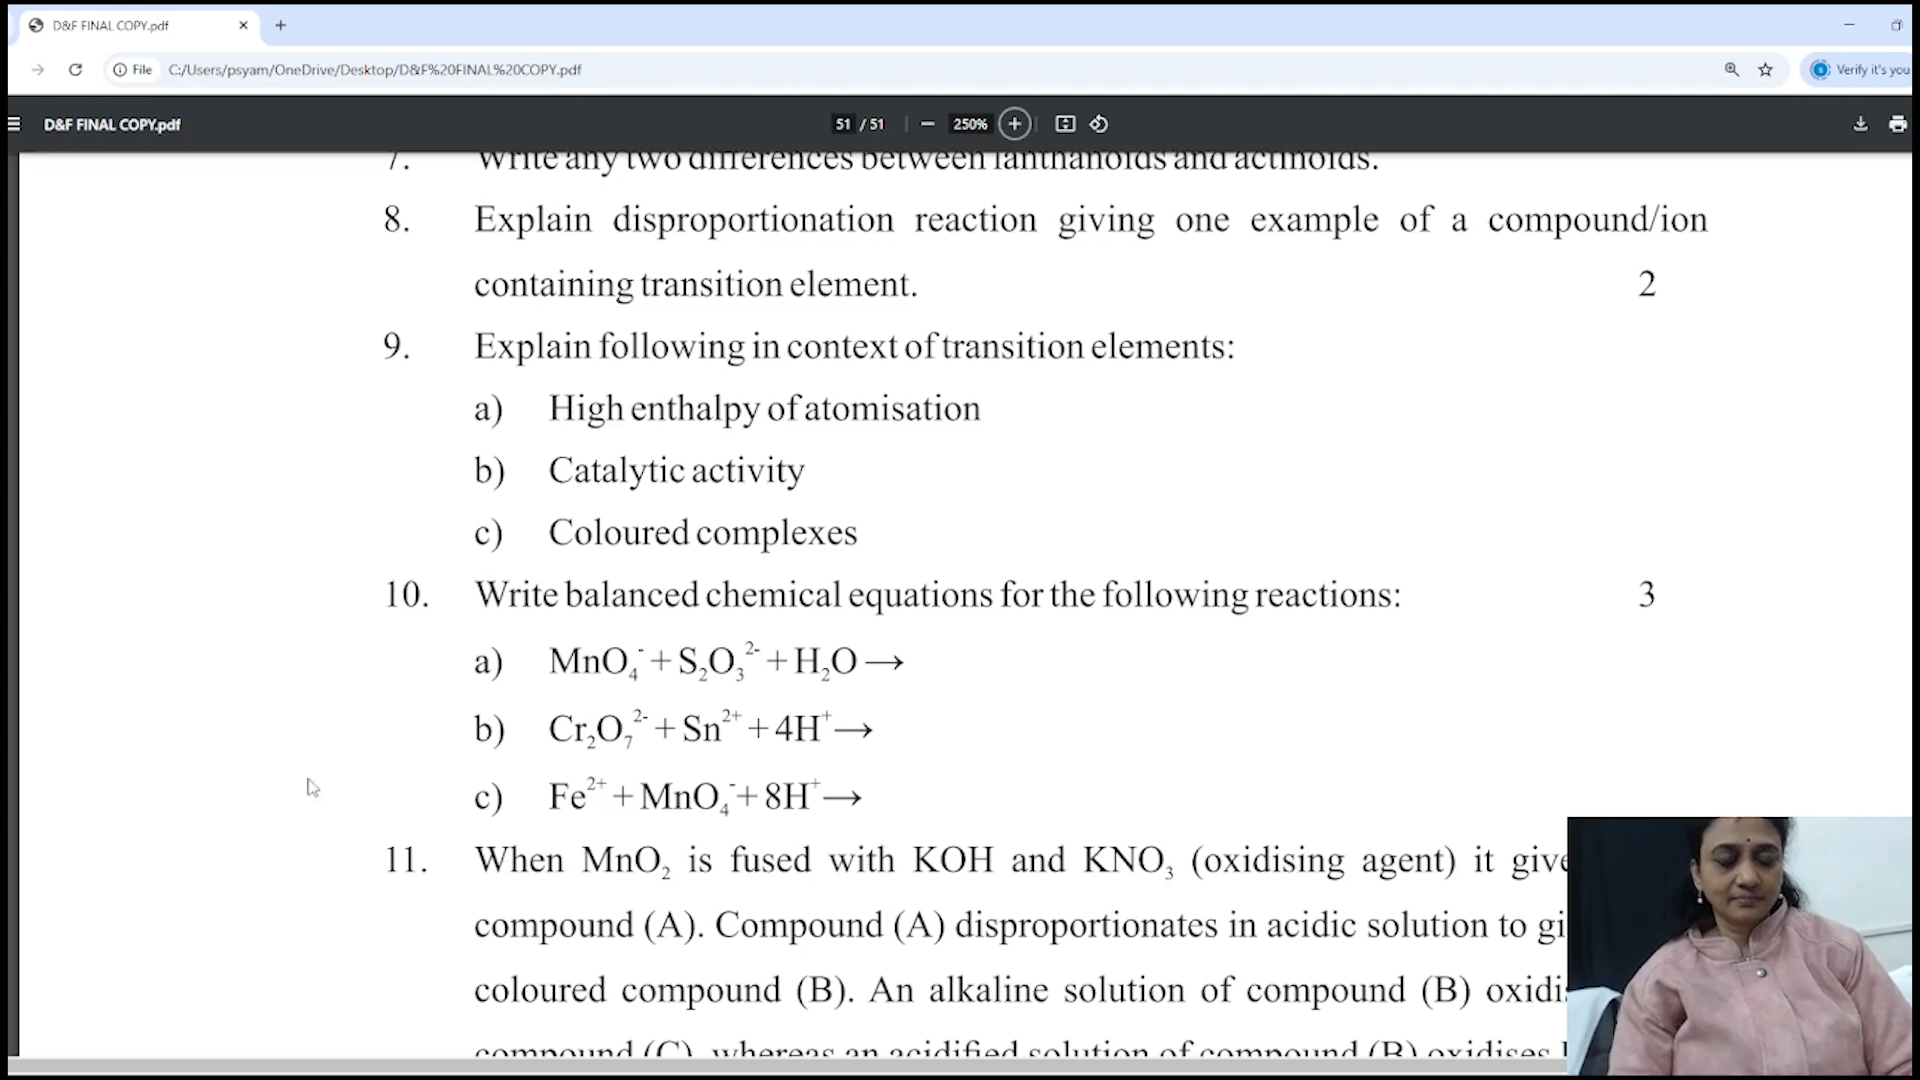 D&F FINAL COPY.pdf
File C:/Users/psyam/OneDrive/Desktop/D&F%20FINAL%20COPY.pdf Verify it's you
D&F FINAL COPY.pdf 51 / 51 250%
7. Write any two differences between lanthanoids and actinoids.
8. Explain disproportionation reaction giving one example of a compound/ion
containing transition element. 2
9. Explain following in context of transition elements:
a) High enthalpy of atomisation
b) Catalytic activity
c) Coloured complexes
10. Write balanced chemical equations for the following reactions: 3
a) MnO₄⁻ + S₂O₃²⁻ + H₂O →
b) Cr₂O₇²⁻ + Sn²⁺ + 4H⁺ →
c) Fe²⁺ + MnO₄⁻ + 8H⁺ →
11. When MnO₂ is fused with KOH and KNO₃ (oxidising agent) it give
compound (A). Compound (A) disproportionates in acidic solution to gi
coloured compound (B). An alkaline solution of compound (B) oxidi
compound (C), whereas an acidified solution of compound (B) oxidises